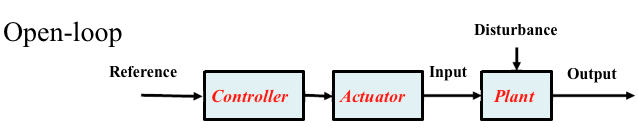 Open-loop
Disturbance
Reference
Input
Output
Controller
Actuator
Plant